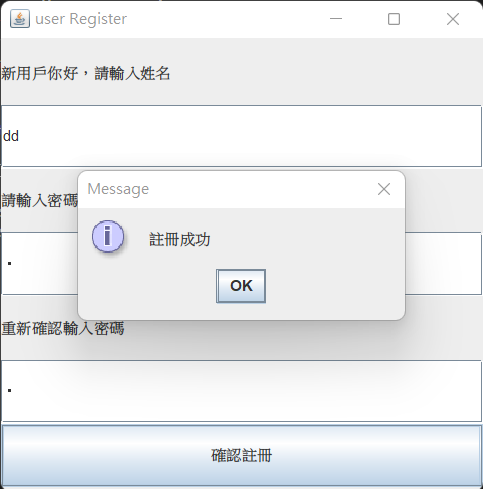 user Register
新用戶你好，請輸入姓名
dd
請輸入密碼
Message
註冊成功
OK
重新確認輸入密碼
確認註冊